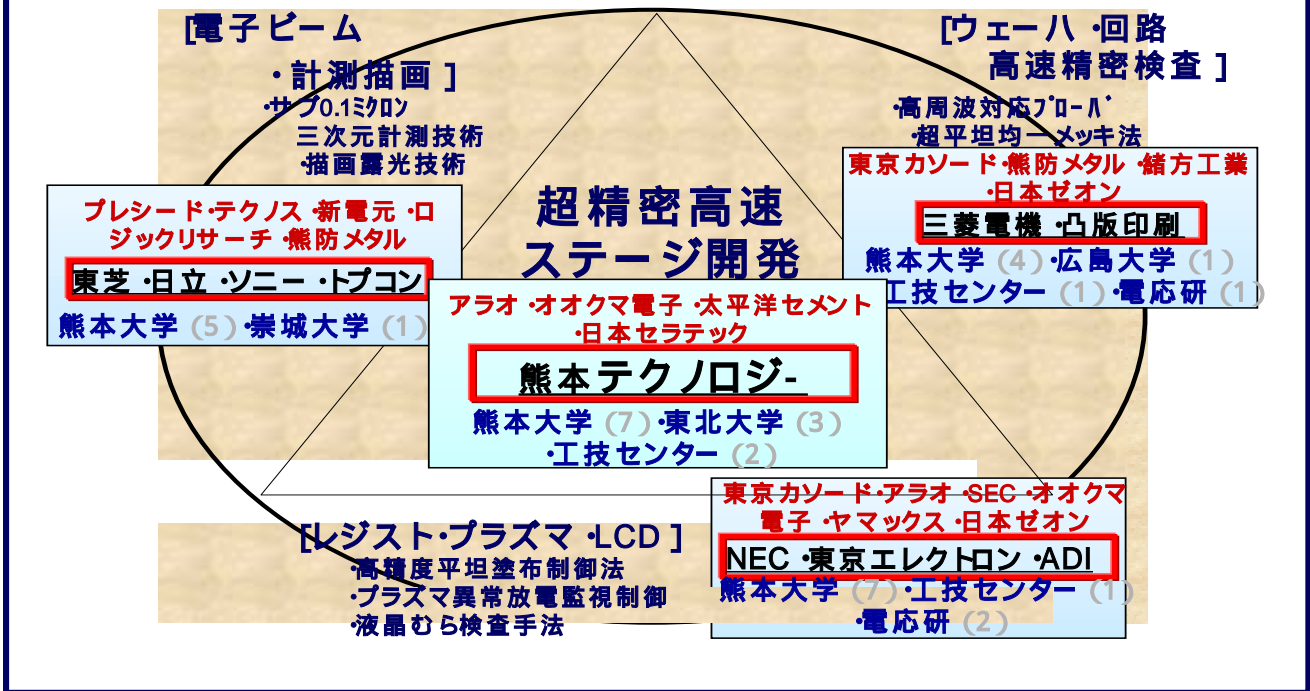 [電子ビーム
・計測描画]
・サブ0.1ミクロン
三次元計測技術
・描画露光技術
[ウェーハ・回路
高速精密検査]
・高周波対応プローバ
・超平坦均一メッキ法
プレシード・テクノス・新電元・ロ
ジックリサーチ・熊防メタル
東芝・日立・ソニー・トプコン
熊本大学(5)・崇城大学(1)
超精密高速
ステージ開発
東京カソード・熊防メタル・緒方工業
・日本ゼオン
三菱電機・凸版印刷
熊本大学(4)・広島大学(1)
工技センター(1)・電応研(1)
アラオ・オオクマ電子・太平洋セメント
・日本セラテック
熊本テクノロジ-
熊本大学(7)・東北大学(3)
・工技センター(2)
[レジスト・プラズマ・LCD]
・高精度平坦塗布制御法
・プラズマ異常放電監視制御
・液晶むら検査手法
東京カソード・アラオ・SEC・オオクマ
電子・ヤマックス・日本ゼオン
NEC・東京エレクトロン・ADI
熊本大学(7)・工技センター(1)
・電応研(2)